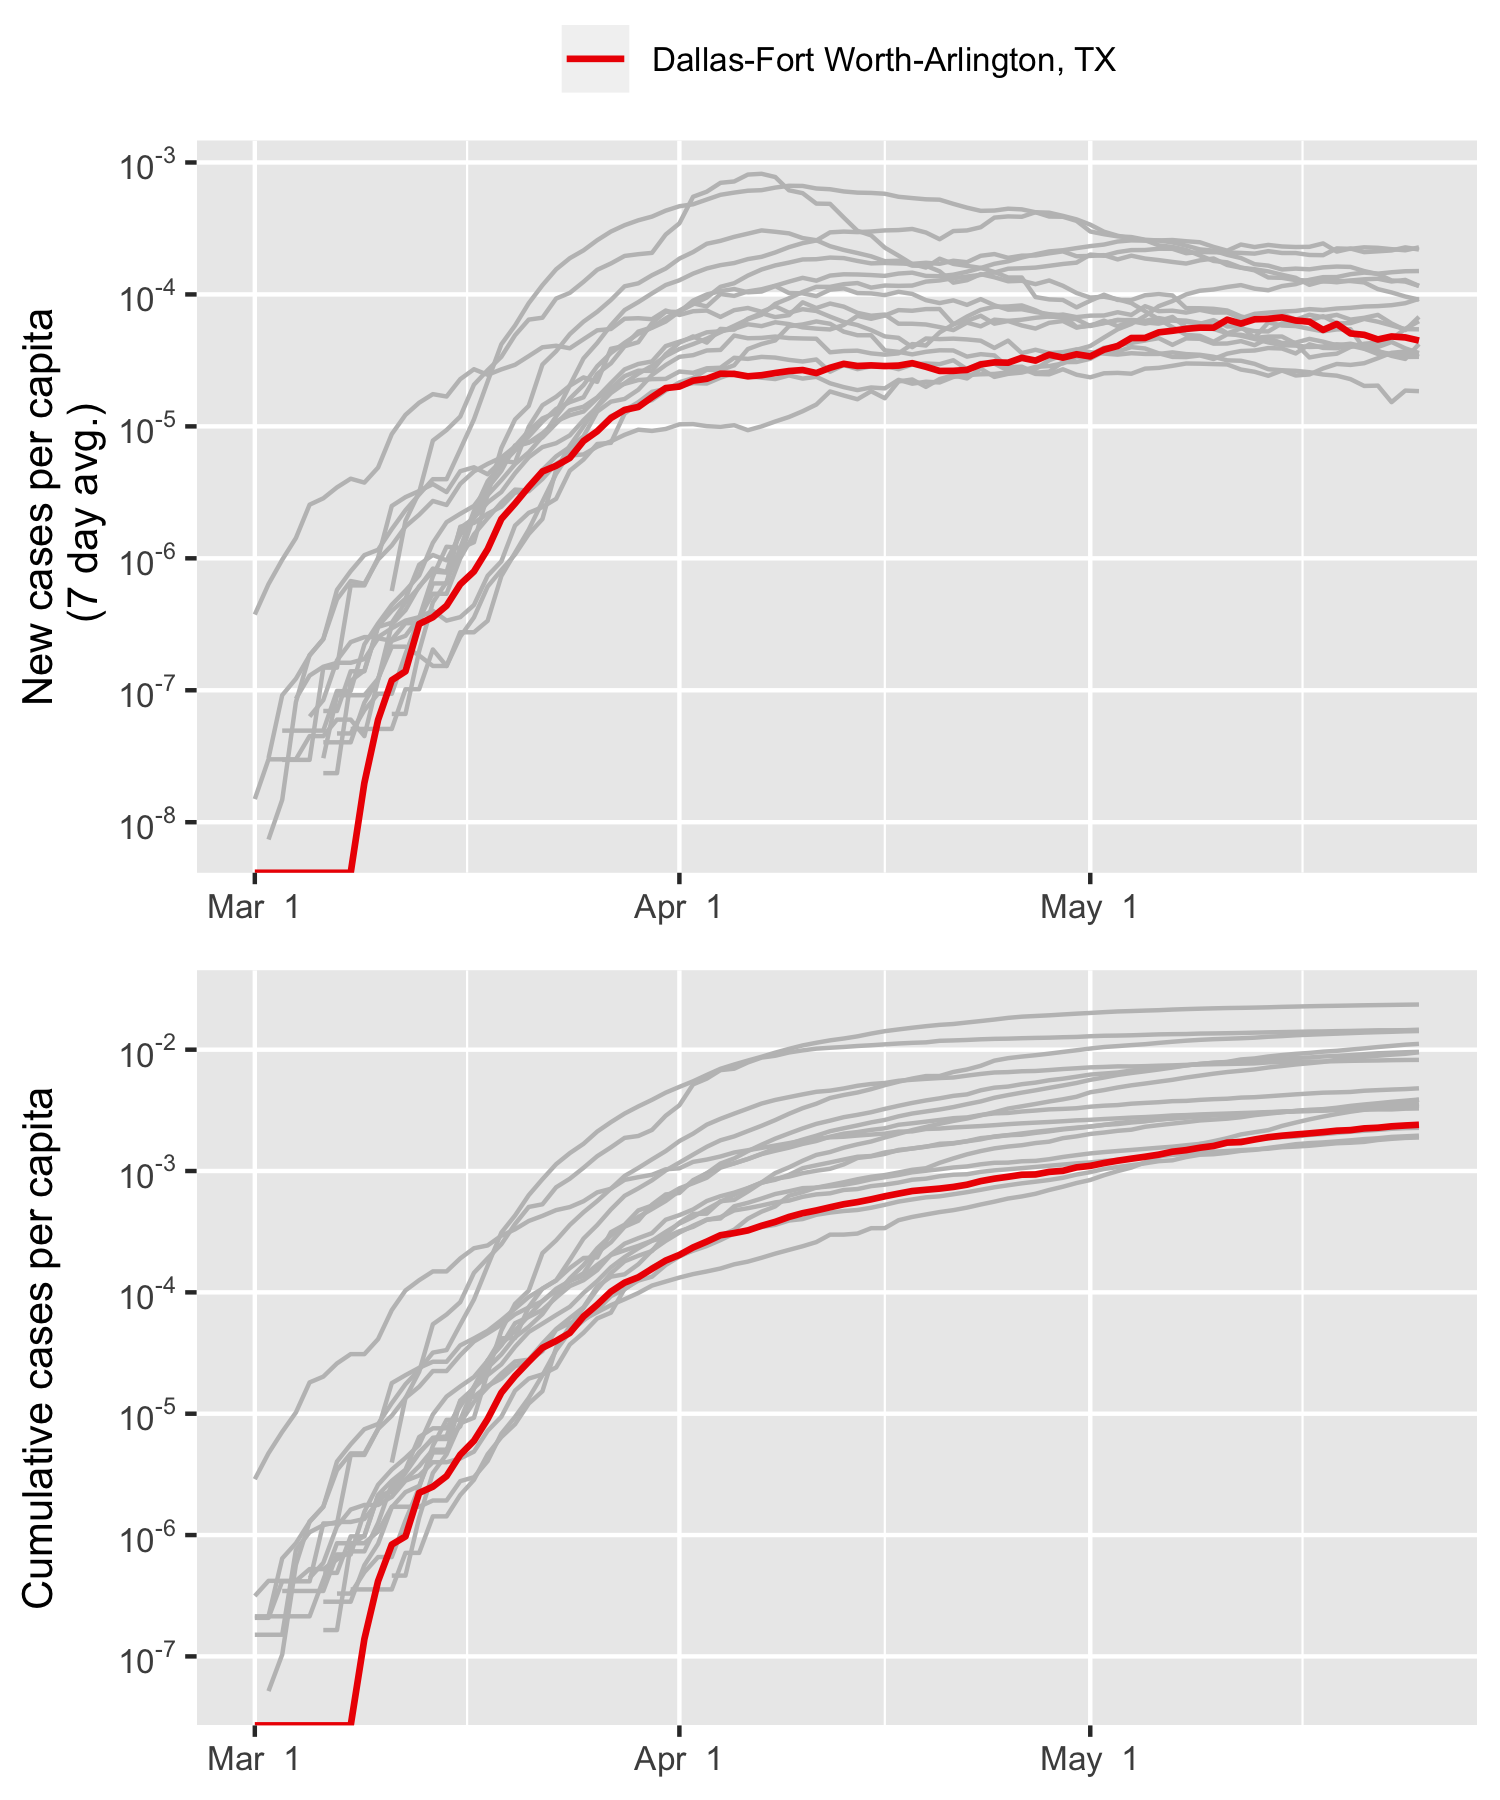 Dallas-Fort Worth-Arlington, TX
New cases per capita
(7 day avg.)
10-3
10-4
10-5
10-6
10-7
10-8
Mar 1
Apr 1
May 1
Cumulative cases per capita
10-2
10-3
10-4
10-5
10-6
10-7
Mar 1
Apr 1
May 1